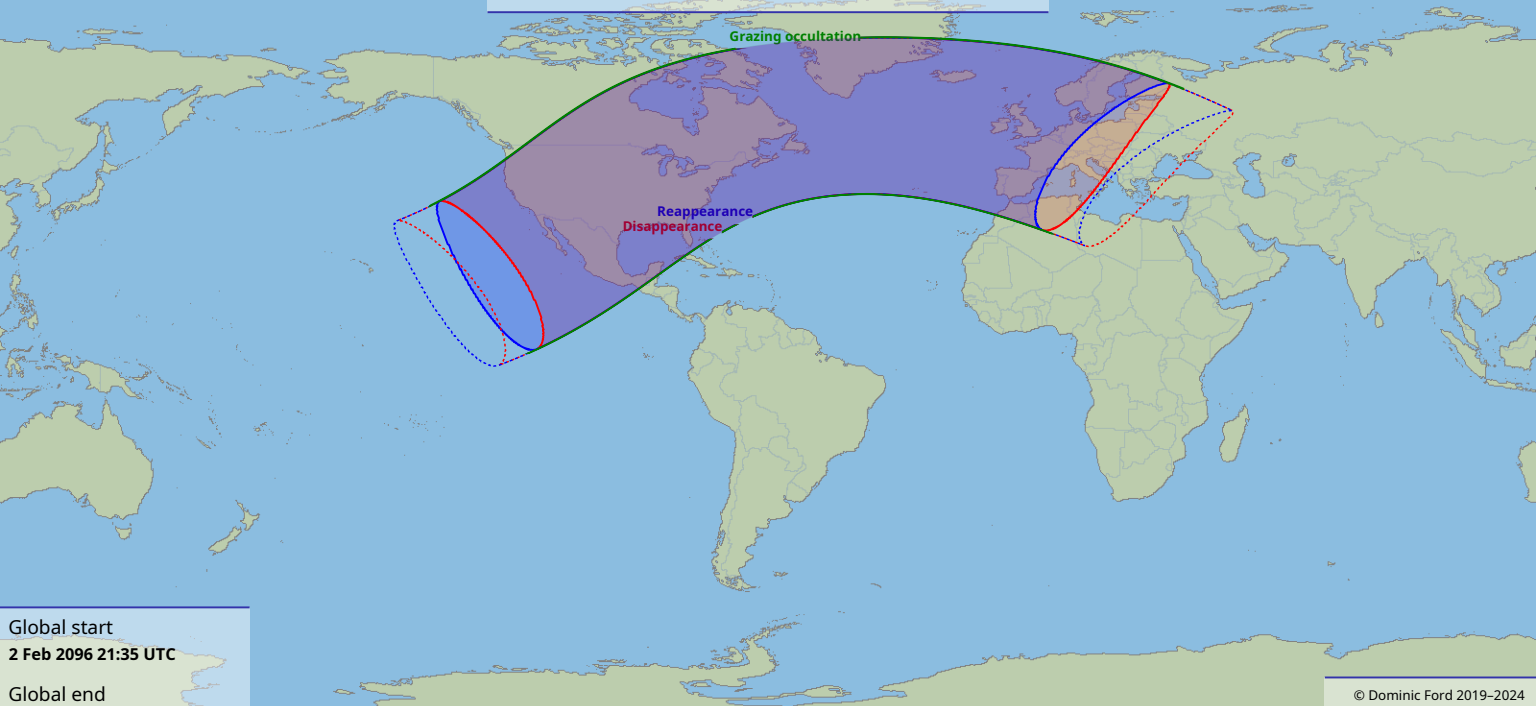 Grazing occultation
Reappearance
Disappearance
Global start
2 Feb 2096 21:35 UTC
Global end
© Dominic Ford 2019–2024